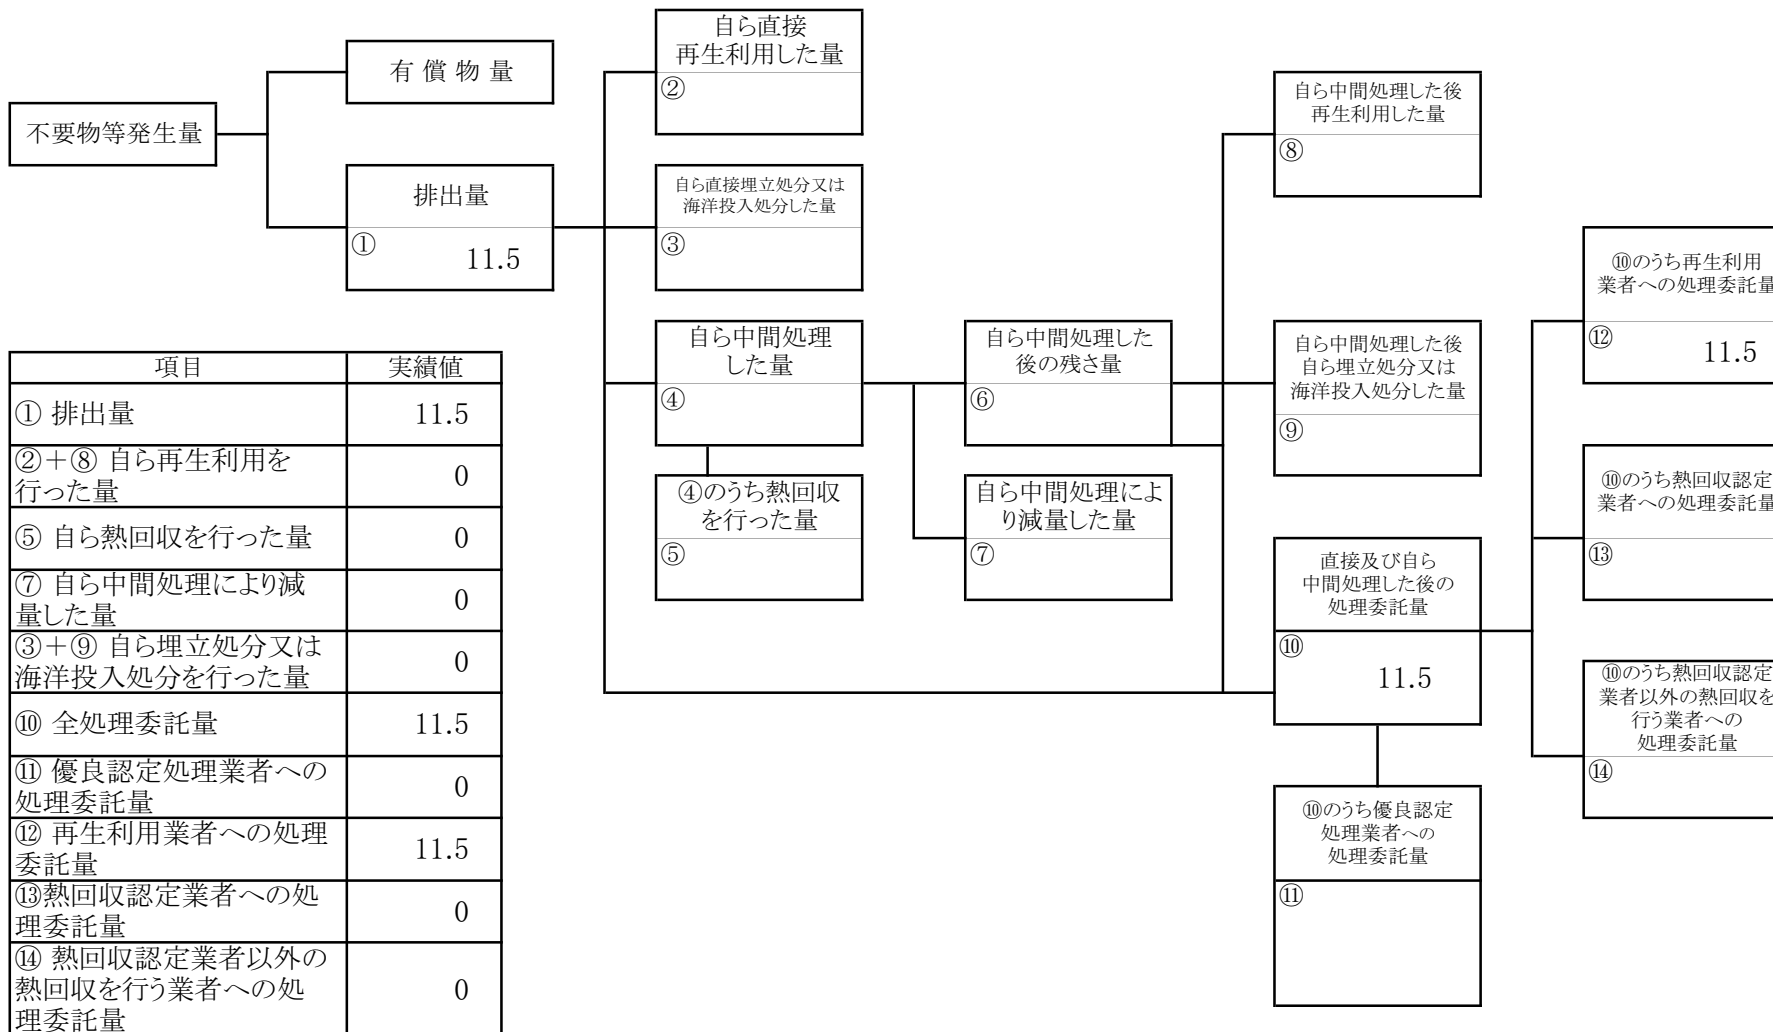 不要物等発生量
有 償 物 量
排出量
①
11.5
自ら直接
再生利用した量
②
自ら直接埋立処分又は
海洋投入処分した量
③
自ら中間処理
した量
④
④のうち熱回収
を行った量
⑤
自ら中間処理した
後の残さ量
⑥
自ら中間処理によ
り減量した量
⑦
自ら中間処理した後
再生利用した量
⑧
自ら中間処理した後
自ら埋立処分又は
海洋投入処分した量
⑨
直接及び自ら
中間処理した後の
処理委託量
⑩
11.5
⑩のうち優良認定
処理業者への
処理委託量
⑪
⑩のうち再生利用
業者への処理委託量
⑫
11.5
⑩のうち熱回収認定
業者への処理委託量
⑬
⑩のうち熱回収認定
業者以外の熱回収を
行う業者への
処理委託量
⑭
項目 実績値
① 排出量 11.5
②＋⑧ 自ら再生利用を
行った量 0
⑤ 自ら熱回収を行った量 0
⑦ 自ら中間処理により減
量した量 0
③＋⑨ 自ら埋立処分又は
海洋投入処分を行った量 0
⑩ 全処理委託量 11.5
⑪ 優良認定処理業者への
処理委託量 0
⑫ 再生利用業者への処理
委託量 11.5
⑬熱回収認定業者への処
理委託量 0
⑭ 熱回収認定業者以外の
熱回収を行う業者への処
理委託量 0